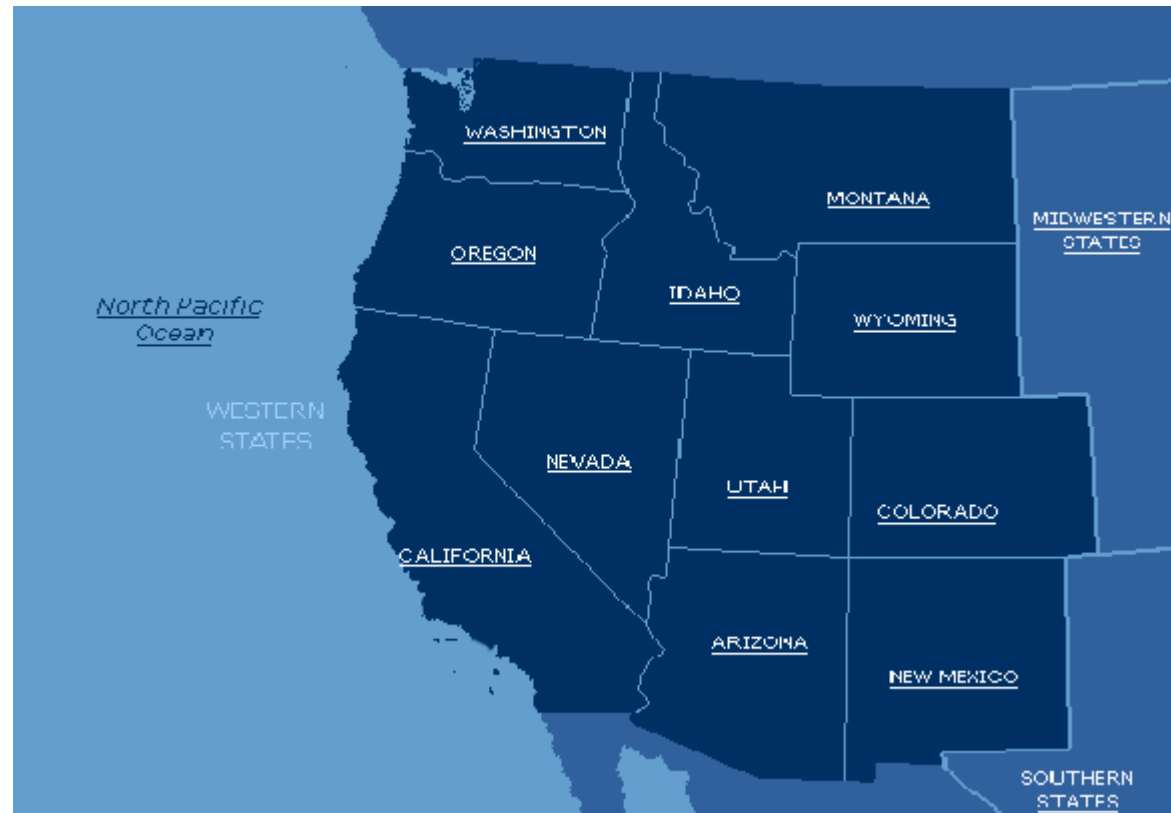 WASHINGTON
MONTANA
MIDWESTERN
STATES
OREGON
IDAHO
North Pacific
Ocean
WYOMING
WESTERN
STATES
NEVADA
UTAH
COLORADO
CALIFORNIA
ARIZONA
NEW MEXICO
SOUTHERN
STATES